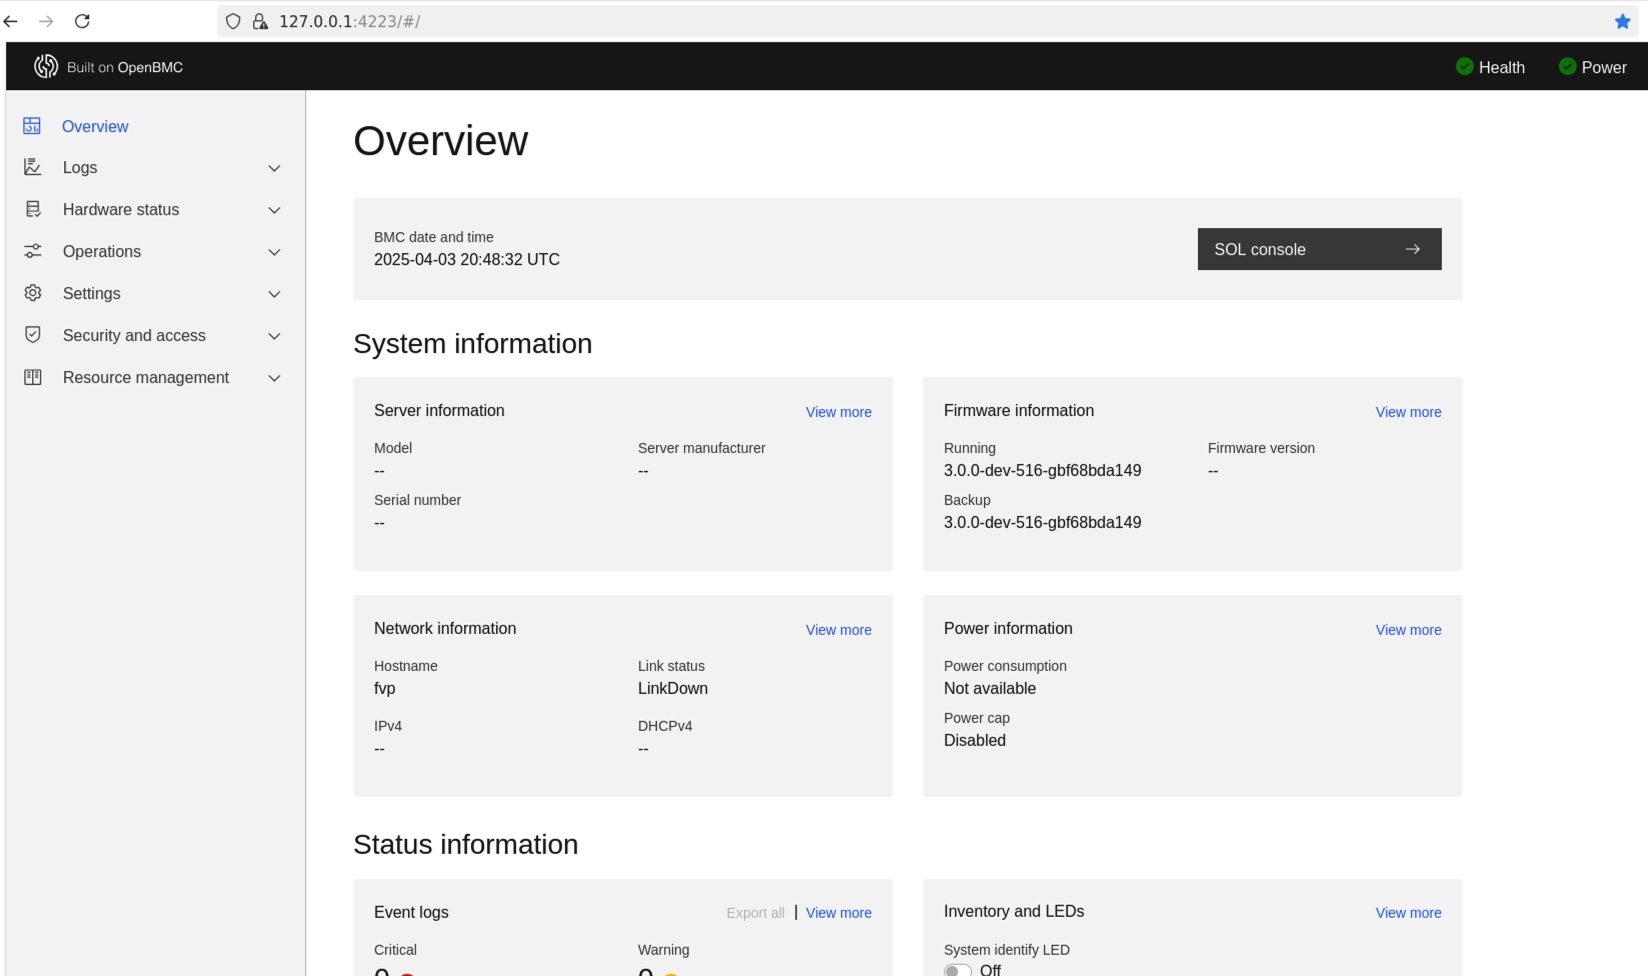 127.0.0.1:4223/#/
Built on OpenBMC
Health
Power
Overview
Logs
Hardware status
Operations
Settings
Security and access
Resource management
Overview
BMC date and time
2025-04-03 20:48:32 UTC
SOL console
System information
Server information
View more
Model
--
Server manufacturer
--
Serial number
--
Firmware information
View more
Running
3.0.0-dev-516-gbf68bda149
Firmware version
--
Backup
3.0.0-dev-516-gbf68bda149
Network information
View more
Hostname
fvp
Link status
LinkDown
IPv4
--
DHCPv4
--
Power information
View more
Power consumption
Not available
Power cap
Disabled
Status information
Event logs
Export all | View more
Critical
0
Warning
0
Inventory and LEDs
View more
System identify LED
Off